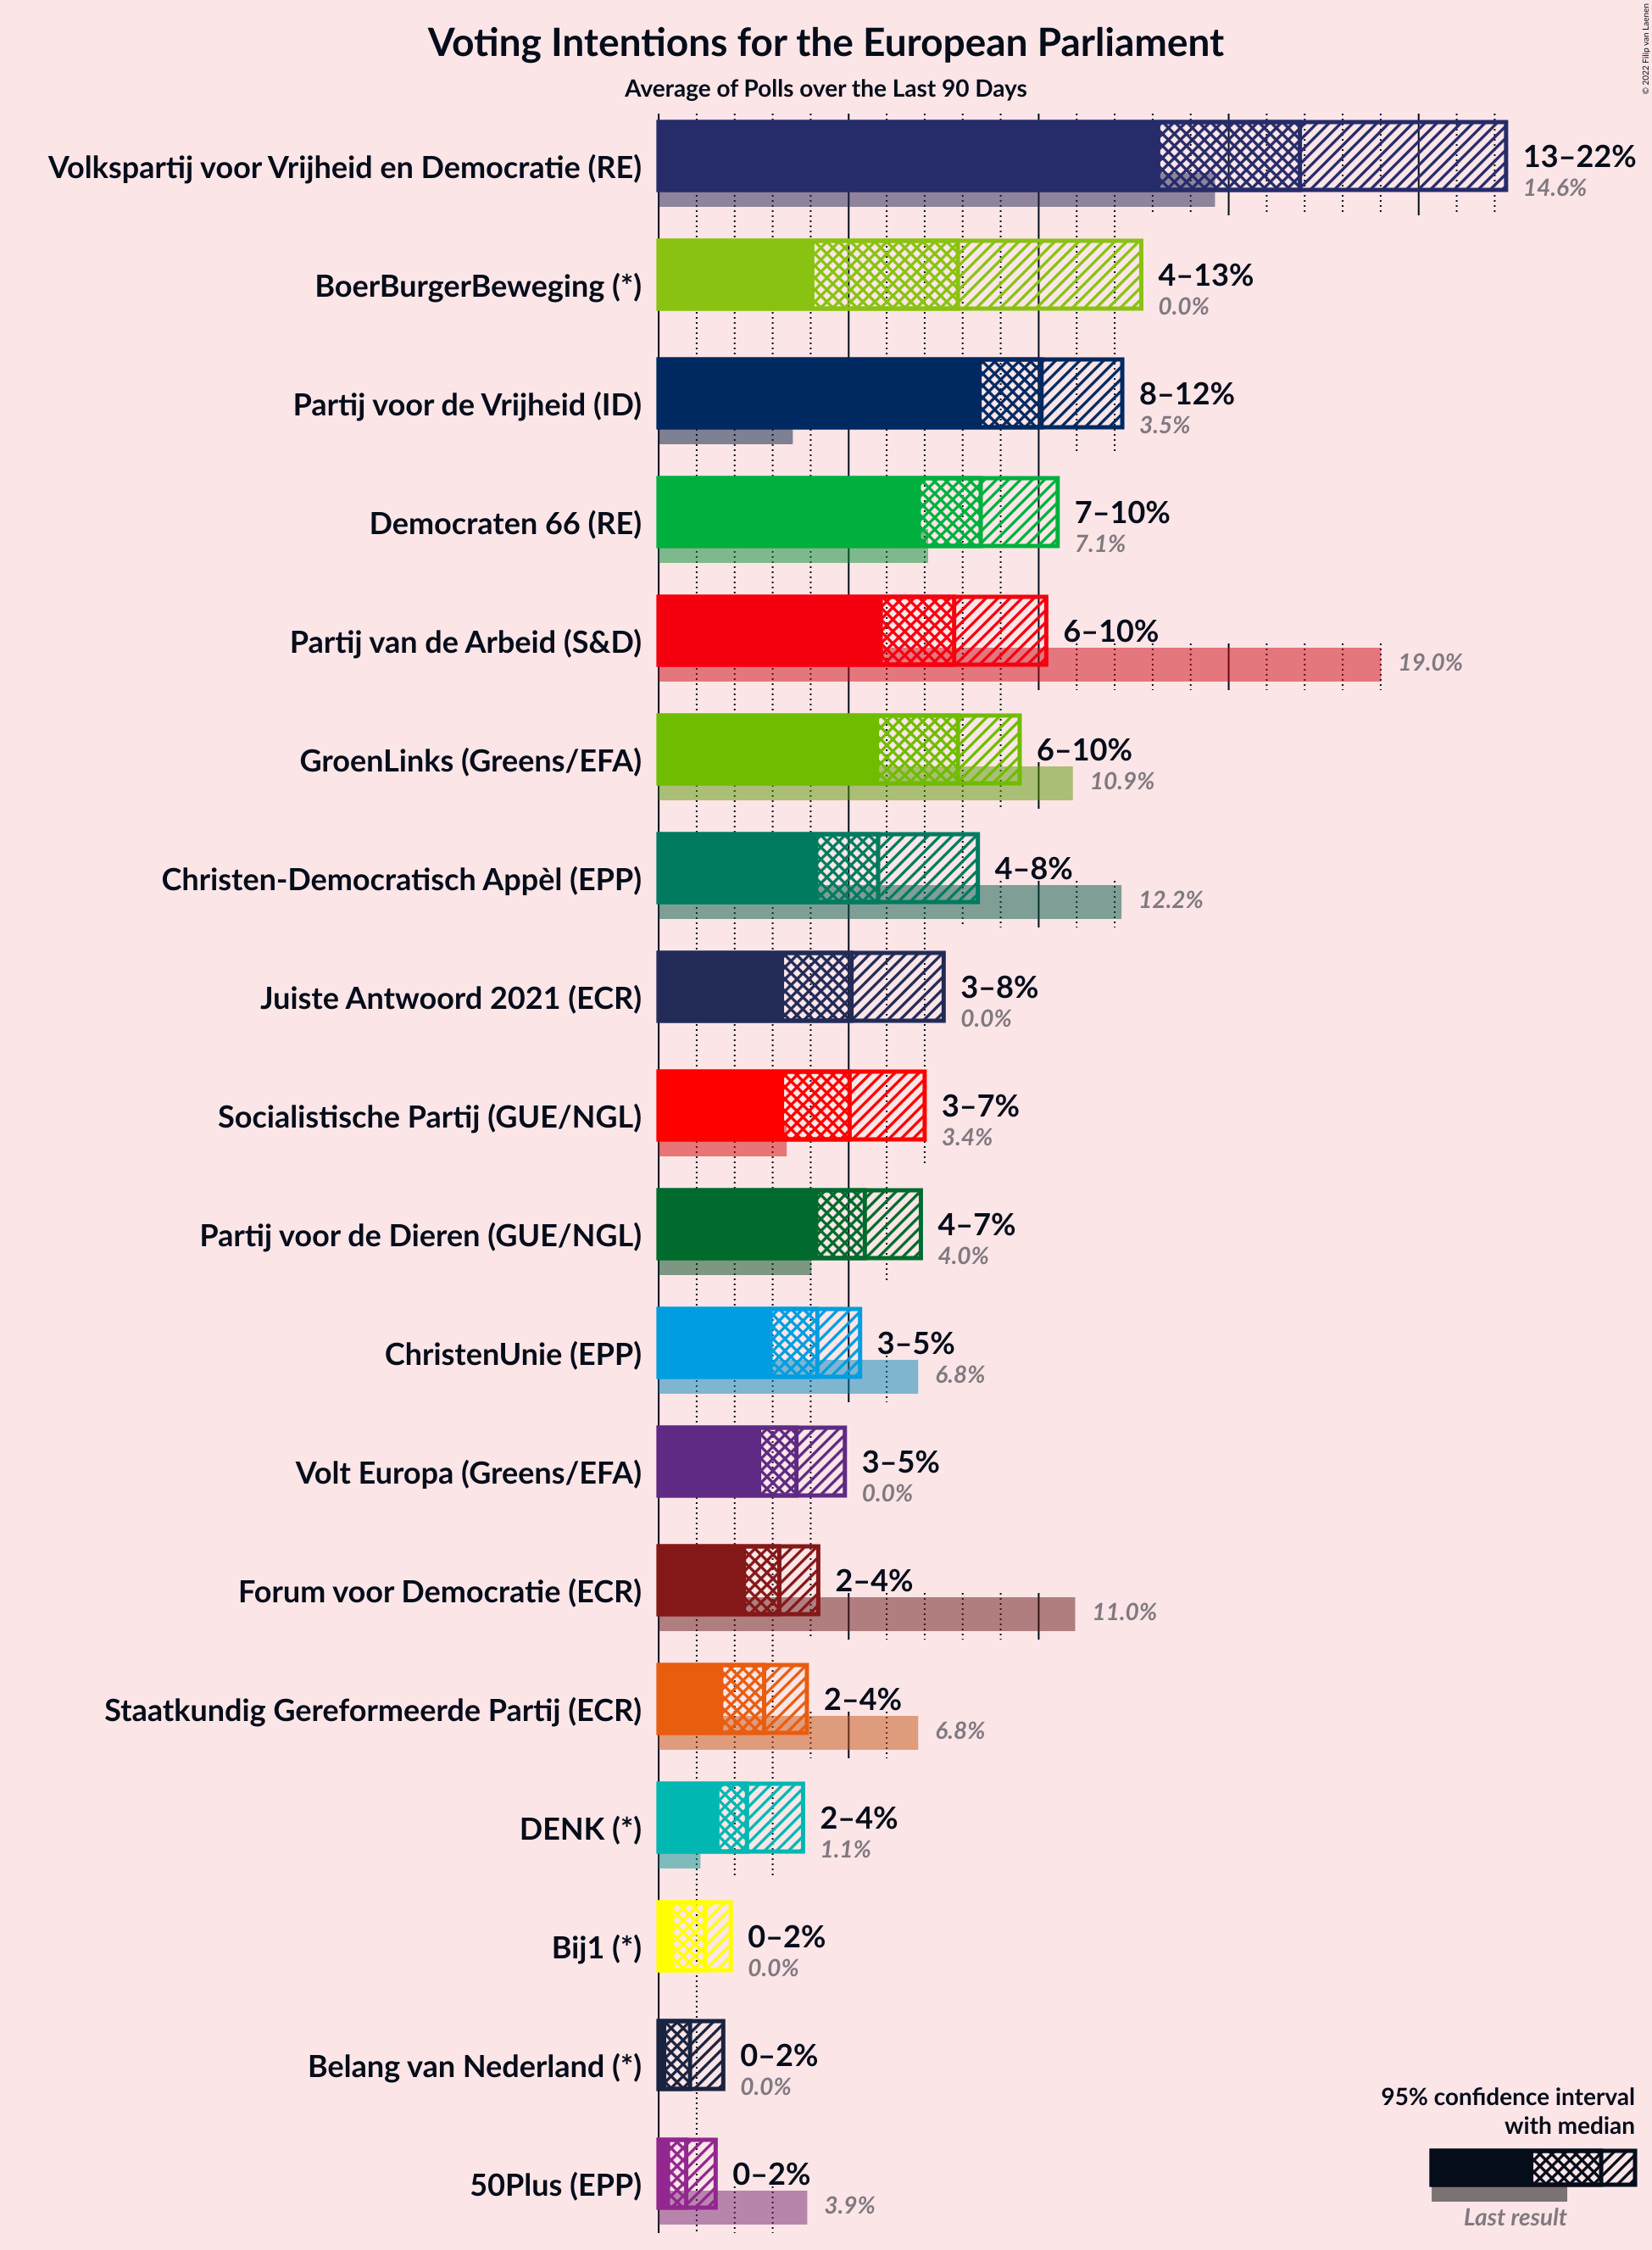 © 2022 Filip van Laenen
Voting Intentions for the European Parliament
Average of Polls over the Last 90 Days
Volkspartij voor Vrijheid en Democratie (RE)
13–22%
14.6%
BoerBurgerBeweging (*)
4–13%
0.0%
Partij voor de Vrijheid (ID)
8–12%
3.5%
Democraten 66 (RE)
7–10%
7.1%
Partij van de Arbeid (S&D)
6–10%
19.0%
GroenLinks (Greens/EFA)
6–10%
10.9%
Christen-Democratisch Appèl (EPP)
4–8%
12.2%
Juiste Antwoord 2021 (ECR)
3–8%
0.0%
Socialistische Partij (GUE/NGL)
3–7%
3.4%
Partij voor de Dieren (GUE/NGL)
4–7%
4.0%
ChristenUnie (EPP)
3–5%
6.8%
Volt Europa (Greens/EFA)
3–5%
0.0%
Forum voor Democratie (ECR)
2–4%
11.0%
Staatkundig Gereformeerde Partij (ECR)
2–4%
6.8%
DENK (*)
2–4%
1.1%
Bij1 (*)
0–2%
0.0%
Belang van Nederland (*)
0–2%
0.0%
50Plus (EPP)
0–2%
3.9%
95% confidence interval
with median
Last result